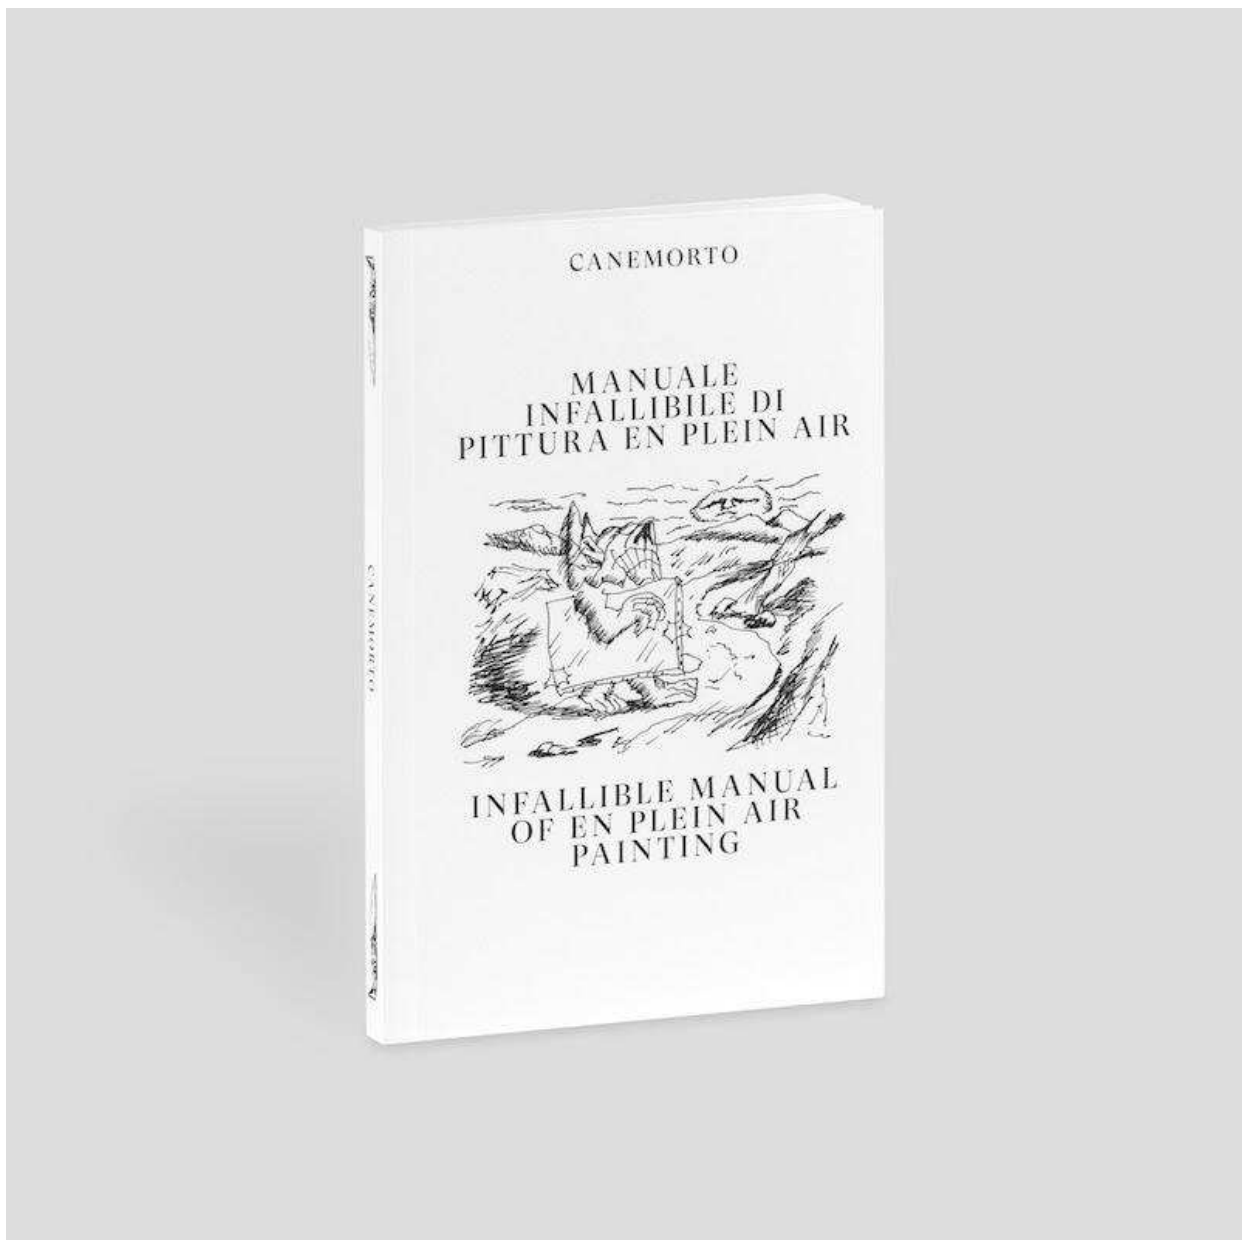 CANEMORTO
MANUALE
INFALLIBILE DI
PITTURA EN PLEIN AIR
INFALLIBLE MANUAL
OF EN PLEIN AIR
PAINTING
CANEMORTO